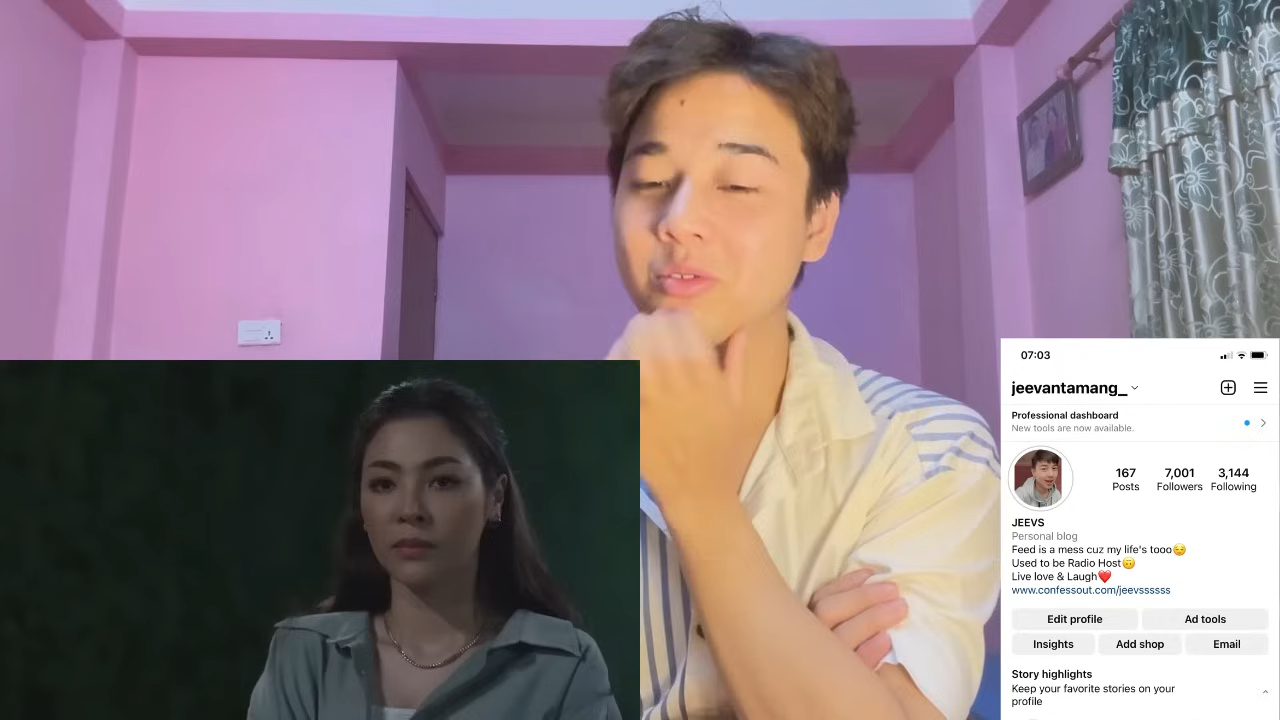 07:03
jeevantamang_
Professional dashboard
New tools are now available.
167 7,001 3,144
Posts Followers Following
JEEVS
Personal blog
Feed is a mess cuz my life's tooo😔
Used to be Radio Host🙃
Live love & Laugh❤️
www.confessout.com/jeevssssss
Edit profile Ad tools
Insights Add shop Email
Story highlights
Keep your favorite stories on your
profile